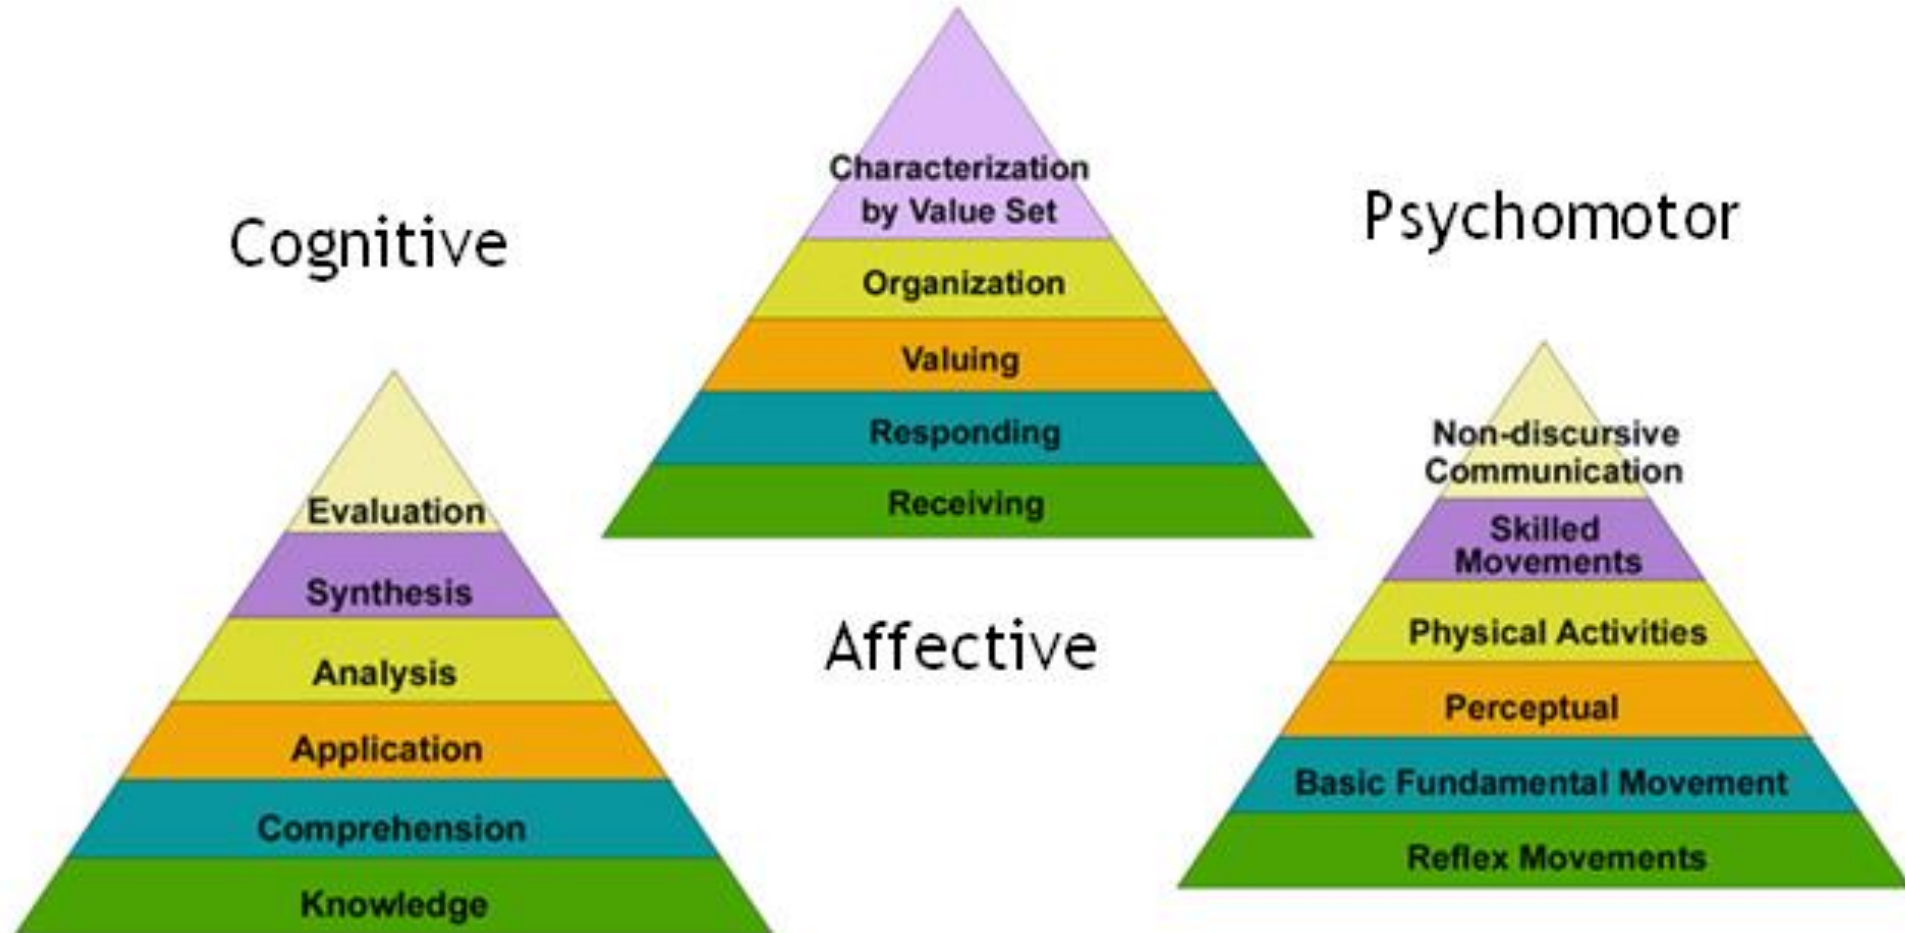 Cognitive
Evaluation
Synthesis
Analysis
Application
Comprehension
Knowledge
Characterization
by Value Set
Organization
Valuing
Responding
Receiving
Affective
Psychomotor
Non-discursive
Communication
Skilled
Movements
Physical Activities
Perceptual
Basic Fundamental Movement
Reflex Movements